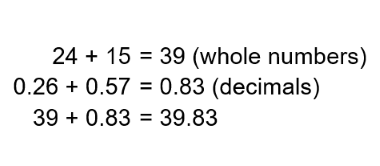 24 + 15 = 39 (whole numbers)
0.26 + 0.57 = 0.83 (decimals)
39 + 0.83 = 39.83